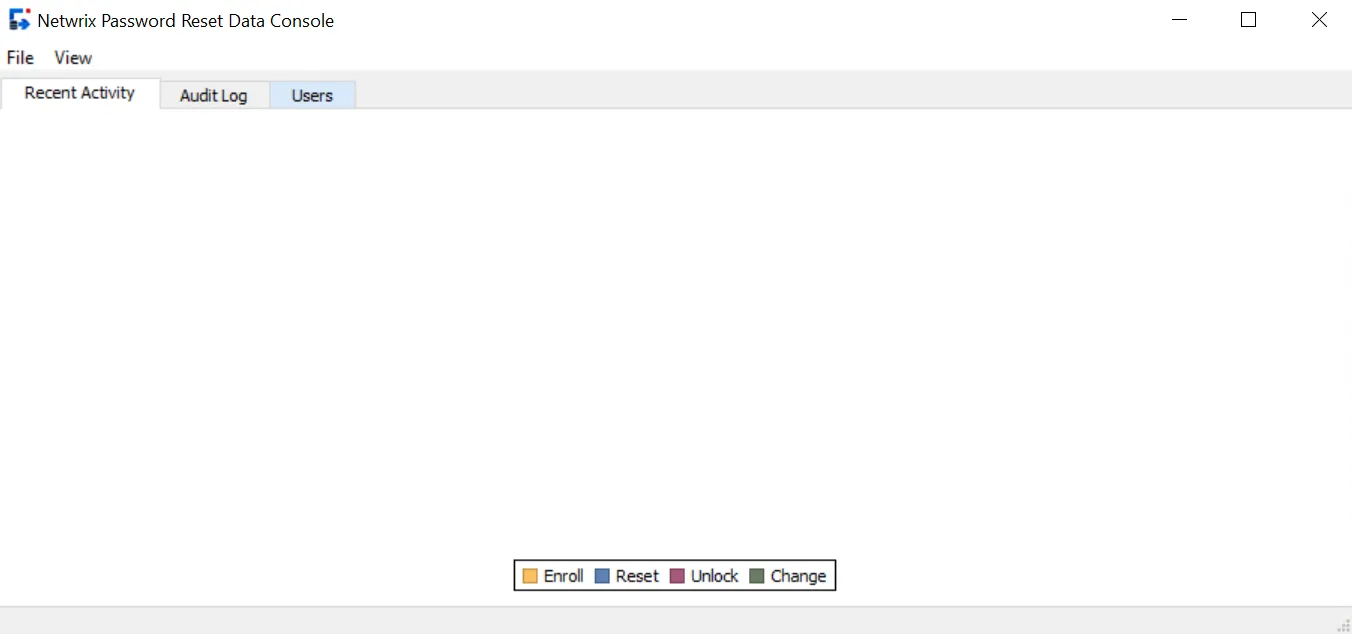 Netwrix Password Reset Data Console
File View
Recent Activity Audit Log Users
Enroll Reset Unlock Change